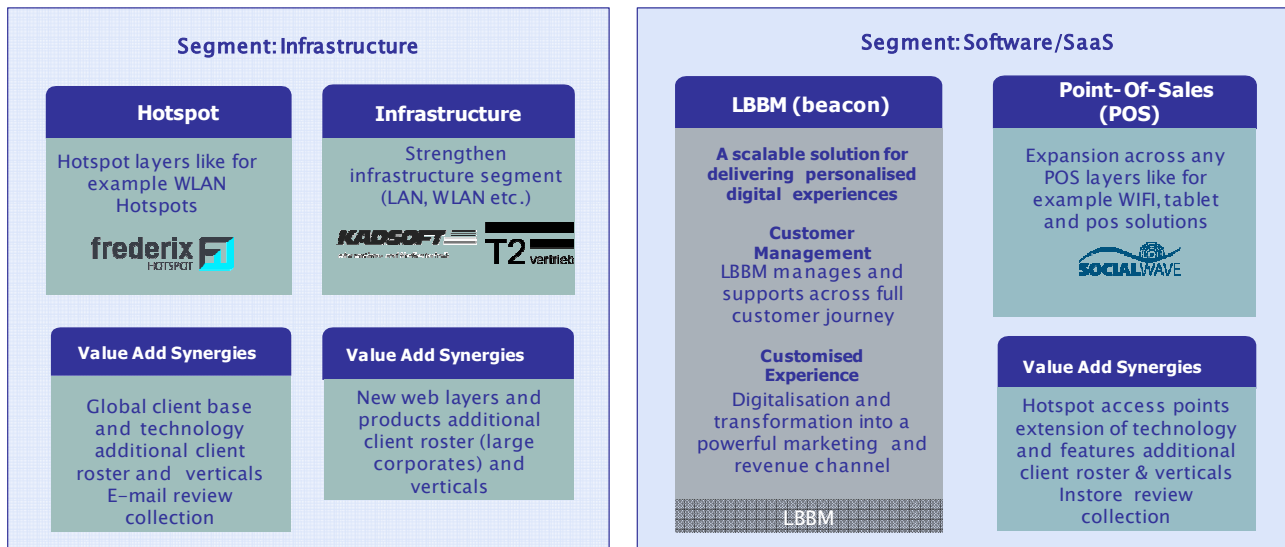 Segment: Infrastructure
Hotspot
Hotspot layers like for
example WLAN
Hotspots
frederix
HOTSPOT
Infrastructure
Strengthen
infrastructure segment
(LAN, WLAN etc.)
KADSOFT
T2 vertrieb
Value Add Synergies
Global client base
and technology
additional client
roster and verticals
E-mail review
collection
Value Add Synergies
New web layers and
products additional
client roster (large
corporates) and
verticals
Segment: Software/SaaS
LBBM (beacon)
A scalable solution for
delivering personalised
digital experiences
Customer
Management
LBBM manages and
supports across full
customer journey
Customised
Experience
Digitalisation and
transformation into a
powerful marketing and
revenue channel
LBBM
Point-Of-Sales
(POS)
Expansion across any
POS layers like for
example WIFI, tablet
and pos solutions
SOCIALWAVE
Value Add Synergies
Hotspot access points
extension of technology
and features additional
client roster & verticals
Instore review
collection